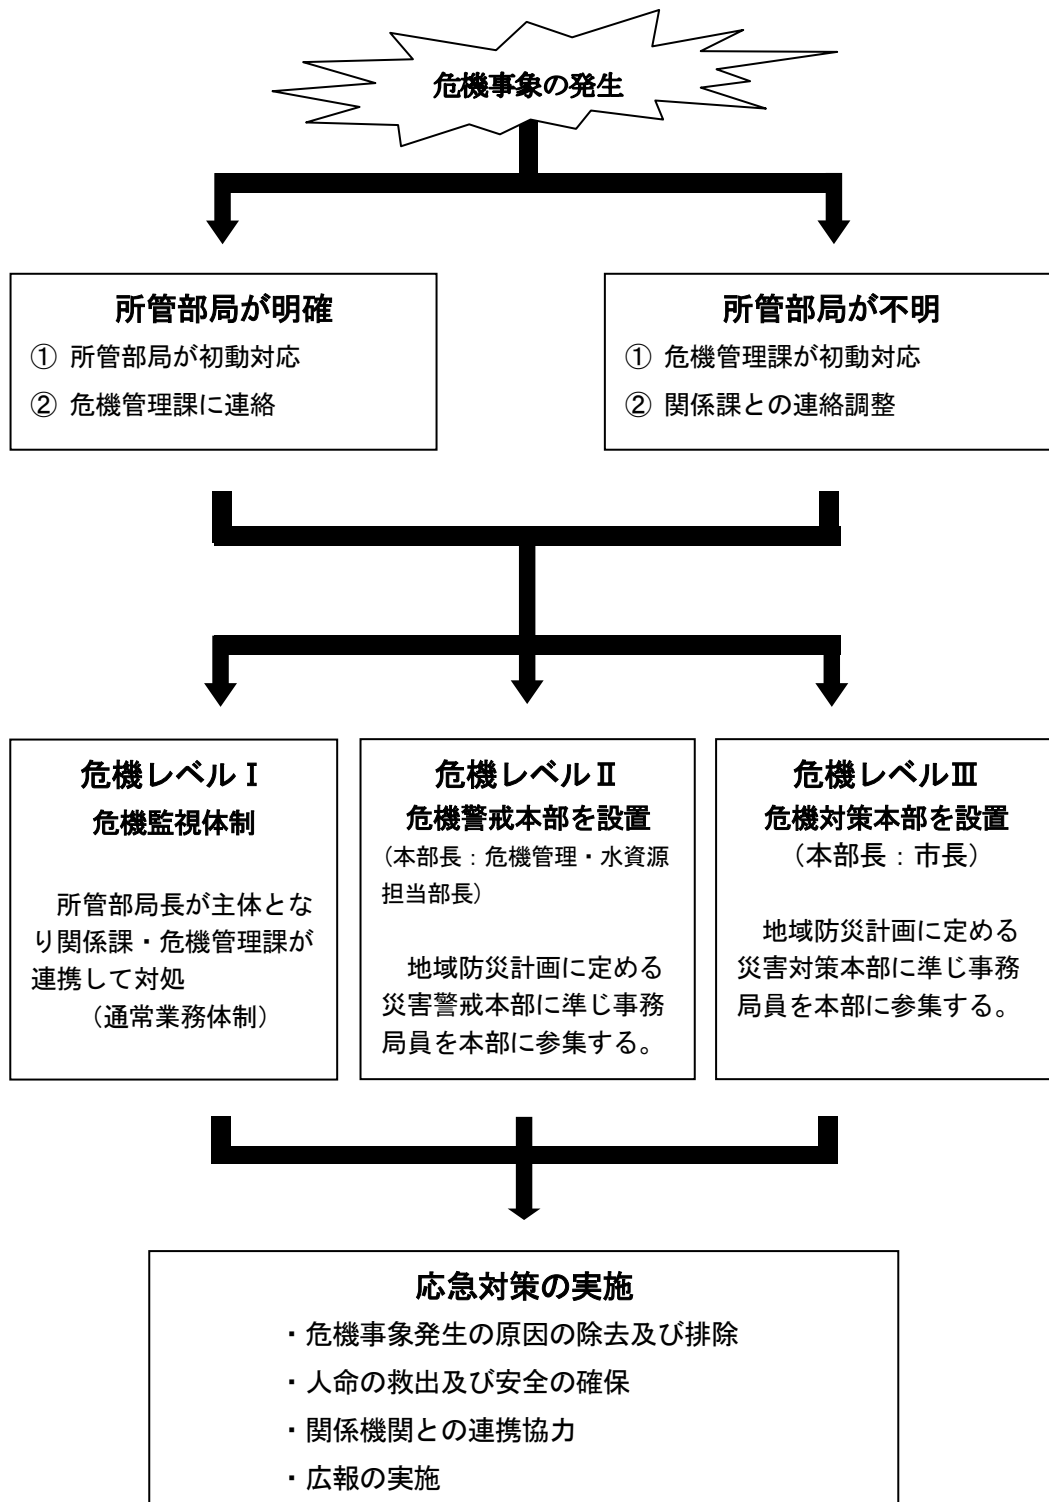 危機事象の発生
所管部局が明確
① 所管部局が初動対応
② 危機管理課に連絡
所管部局が不明
① 危機管理課が初動対応
② 関係課との連絡調整
危機レベルⅠ
危機監視体制
所管部局長が主体とな
り関係課・危機管理課が
連携して対処
（通常業務体制）
危機レベルⅡ
危機警戒本部を設置
（本部長：危機管理・水資源
担当部長）
地域防災計画に定める
災害警戒本部に準じ事務
局員を本部に参集する。
危機レベルⅢ
危機対策本部を設置
（本部長：市長）
地域防災計画に定める
災害対策本部に準じ事務
局員を本部に参集する。
応急対策の実施
・危機事象発生の原因の除去及び排除
・人命の救出及び安全の確保
・関係機関との連携協力
・広報の実施